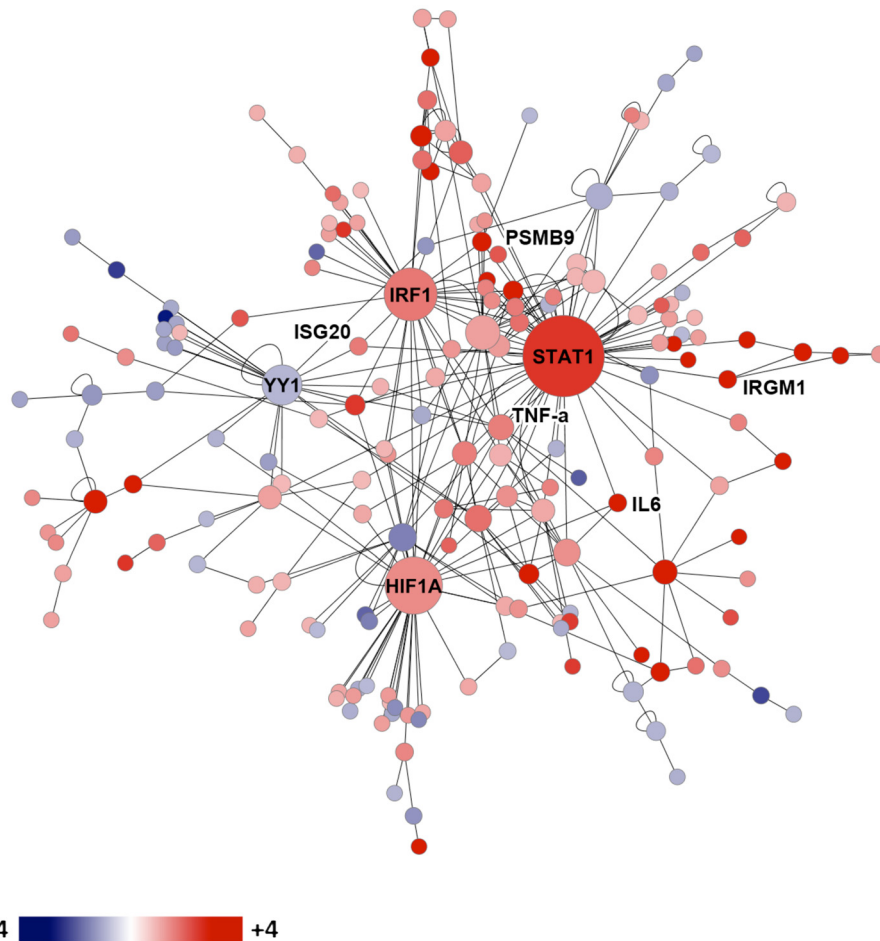 PSMB9
IRF1
ISG20
STAT1
YY1
IRGM1
TNF-a
IL6
HIF1A
4
+4